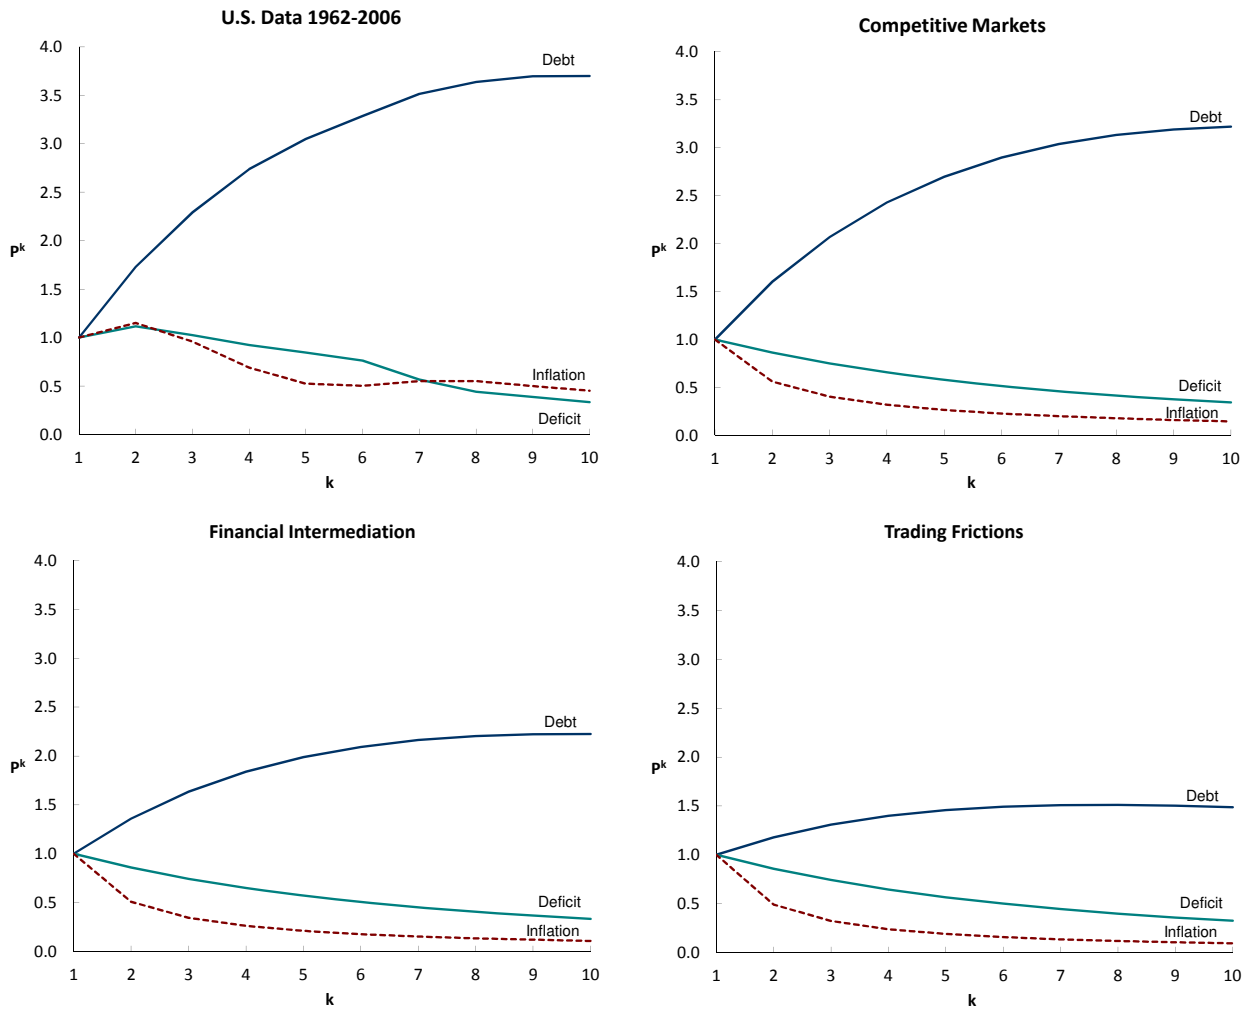 U.S. Data 1962-2006
4.0
3.5
3.0
2.5
2.0
1.5
1.0
0.5
0.0
P^k
Debt
Inflation
Deficit
1 2 3 4 5 6 7 8 9 10
k
Competitive Markets
4.0
3.5
3.0
2.5
2.0
1.5
1.0
0.5
0.0
P^k
Debt
Deficit
Inflation
1 2 3 4 5 6 7 8 9 10
k
Financial Intermediation
4.0
3.5
3.0
2.5
2.0
1.5
1.0
0.5
0.0
P^k
Debt
Deficit
Inflation
1 2 3 4 5 6 7 8 9 10
k
Trading Frictions
4.0
3.5
3.0
2.5
2.0
1.5
1.0
0.5
0.0
P^k
Debt
Deficit
Inflation
1 2 3 4 5 6 7 8 9 10
k